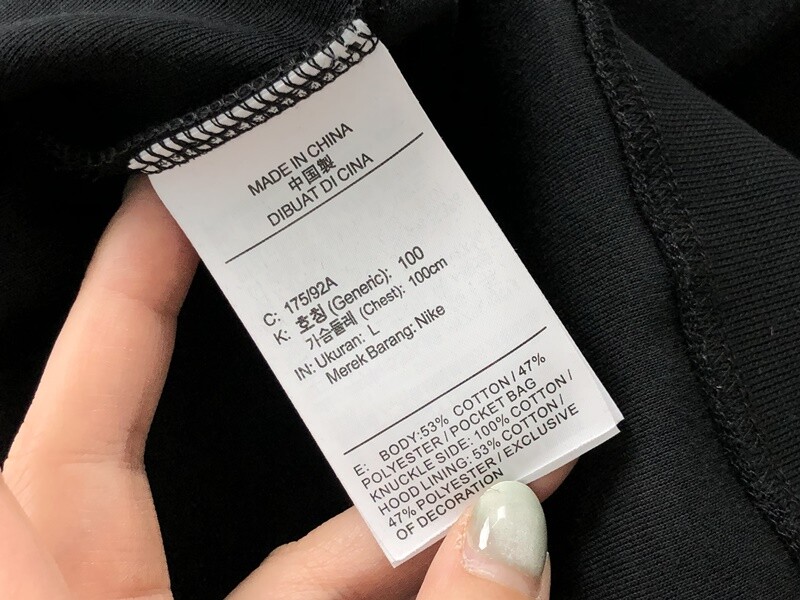 MADE IN CHINA
中国製
DIBUAT DI CINA
C: 175/92A
K: 호칭 (Generic): 100
가슴둘레 (Chest): 100cm
IN: Ukuran: L
Merek Barang: Nike
E: BODY:53% COTTON / 47%
POLYESTER / POCKET BAG
KNUCKLE SIDE: 100% COTTON /
HOOD LINING: 53% COTTON /
47% POLYESTER / EXCLUSIVE
OF DECORATION